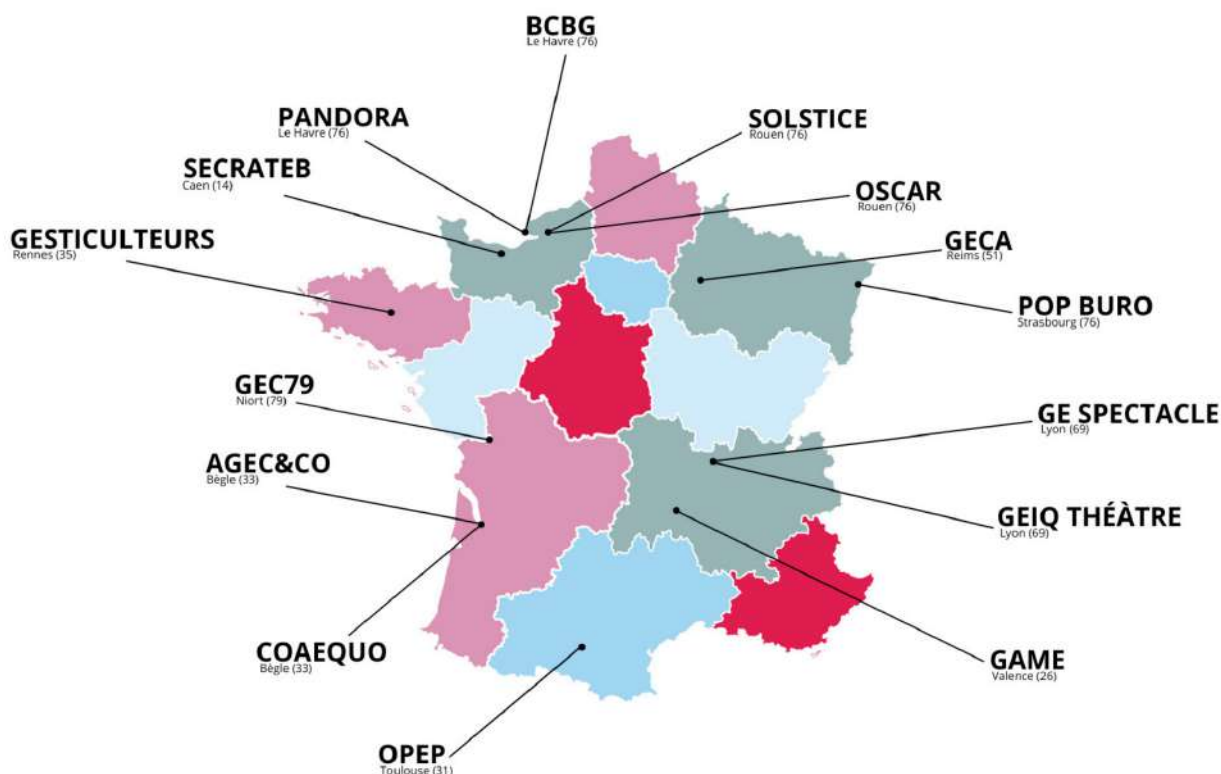 BCBG
Le Havre (76)
PANDORA
Le Havre (76)
SOLSTICE
Rouen (76)
SECRATEB
Caen (14)
OSCAR
Rouen (76)
GESTICULTEURS
Rennes (35)
GECA
Reims (51)
POP BURO
Strasbourg (76)
GEC79
Niort (79)
GE SPECTACLE
Lyon (69)
AGEC&CO
Bègle (33)
GEIQ THÉÀTRE
Lyon (69)
COAEQUO
Bègle (33)
GAME
Valence (26)
OPEP
Toulouse (31)